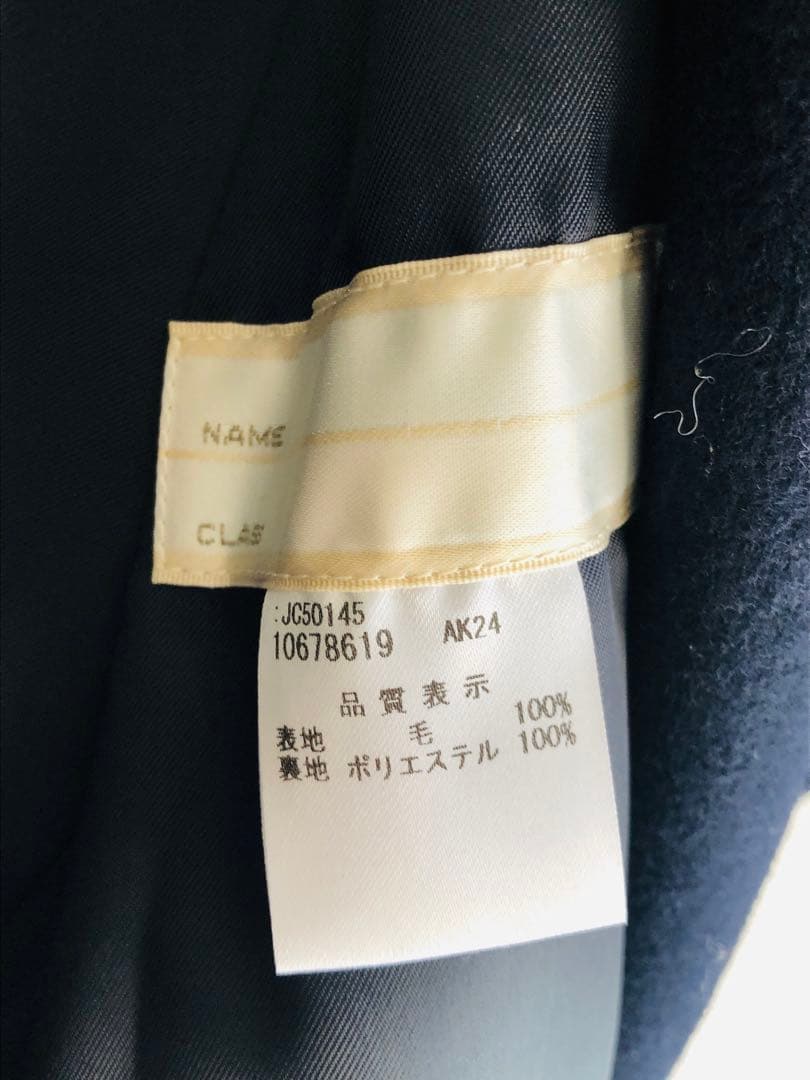 NAME
CLAS
:JC50145
10678619 AK24
品質表示
表地 毛 100%
裏地 ポリエステル 100%